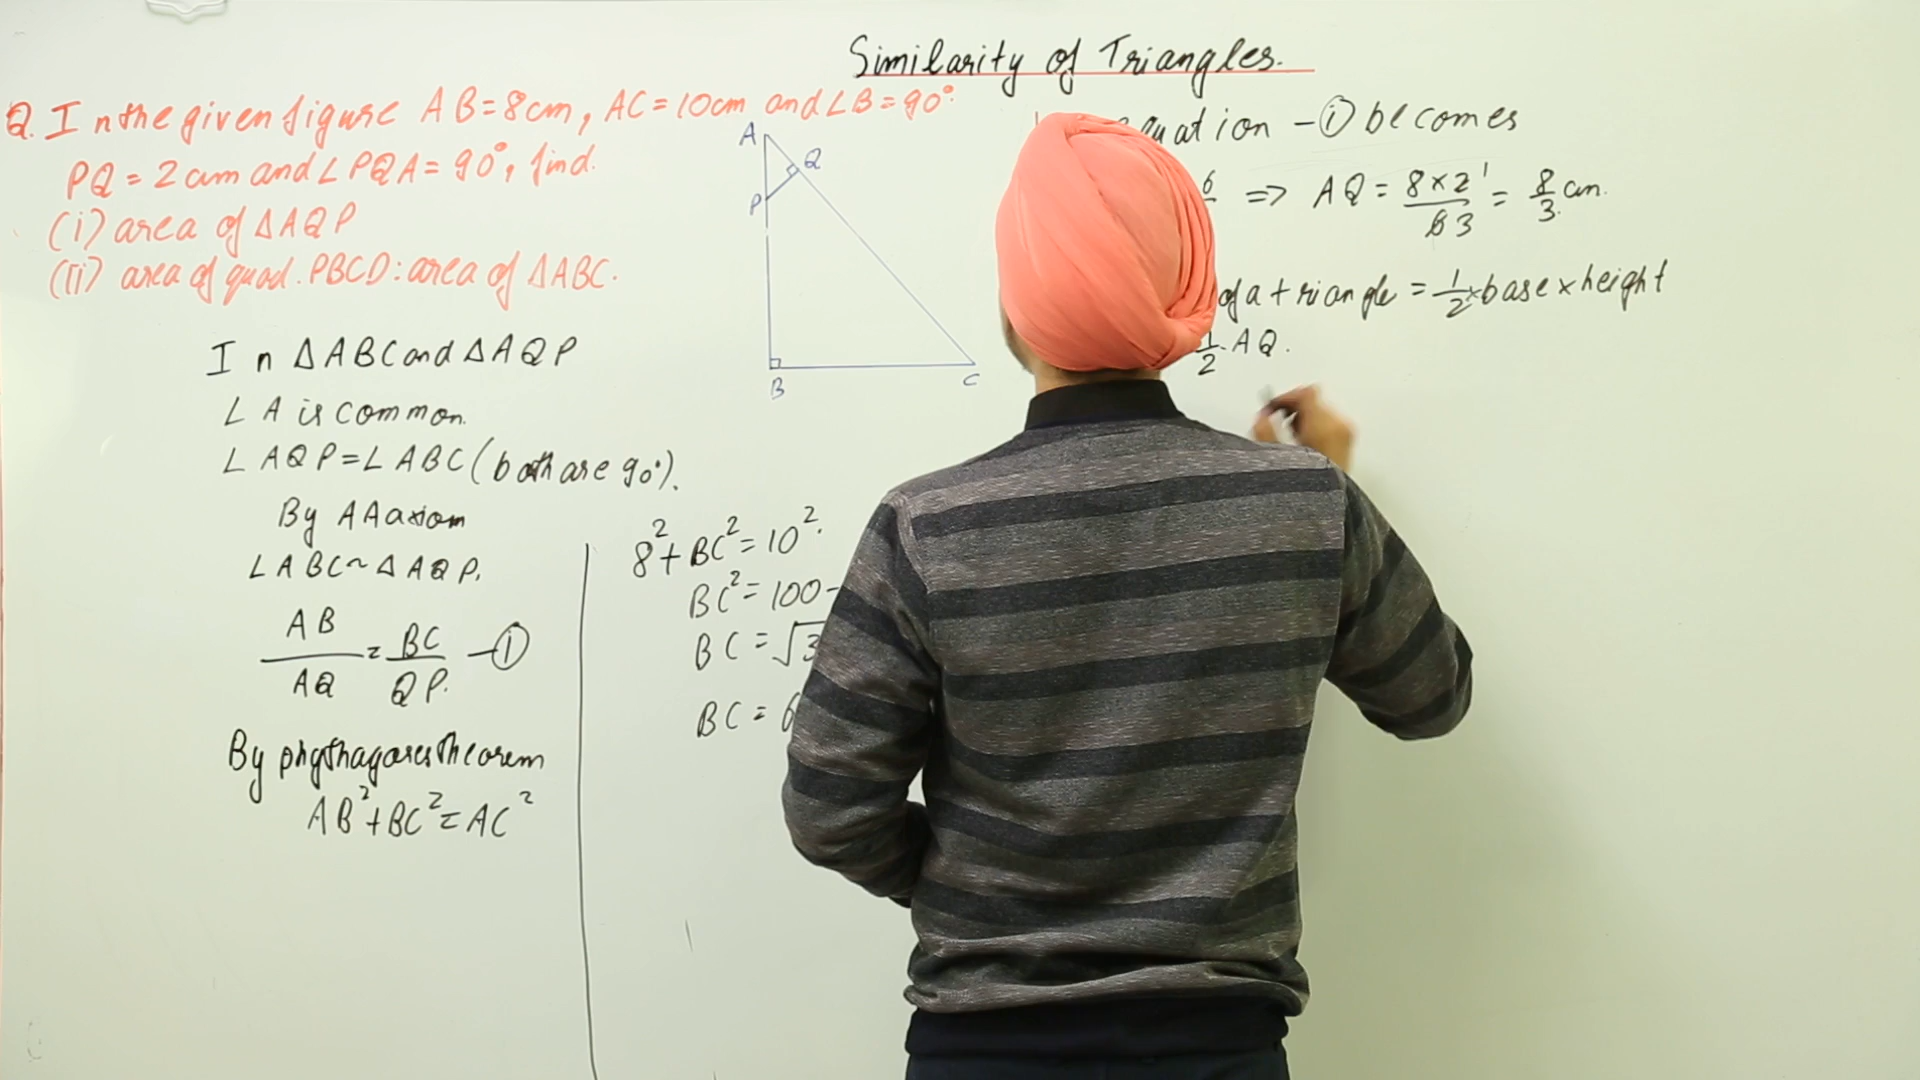 Similarity of Triangles.
Q. In the given figure AB=8cm, AC=10cm and ∠B=90°.
PQ=2cm and ∠PQA=90°, find.
(i) area of ΔAQP
(ii) area of quad. PBCD: area of ΔABC.
A
Q
P
B
C
In ΔABC and ΔAQP
∠A is common.
∠AQP=∠ABC (both are 90°).
By AA axiom
∠ABC~ΔAQP.
AB/AQ = BC/QP. —①
By phythagores theorem
AB²+BC²=AC²
8²+BC²=10².
BC²=100-
BC=√3
BC=6
equation -① becomes
6 => AQ = 8×2/63 = 8/3 cm.
of a triangle = 1/2 × base × height
1/2 . AQ.